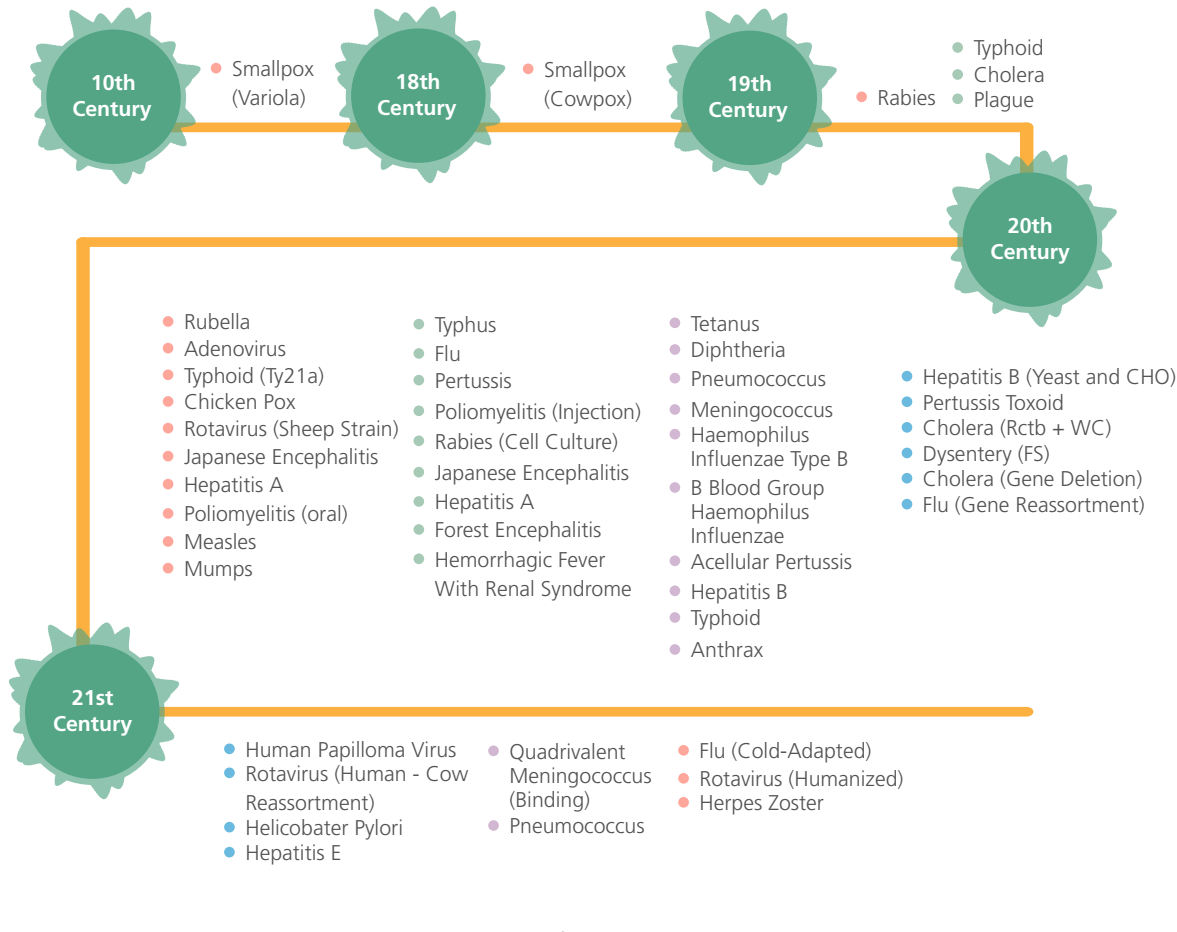 10th
Century
Smallpox
(Variola)
18th
Century
Smallpox
(Cowpox)
19th
Century
Rabies
Typhoid
Cholera
Plague
20th
Century
Rubella
Adenovirus
Typhoid (Ty21a)
Chicken Pox
Rotavirus (Sheep Strain)
Japanese Encephalitis
Hepatitis A
Poliomyelitis (oral)
Measles
Mumps
Typhus
Flu
Pertussis
Poliomyelitis (Injection)
Rabies (Cell Culture)
Japanese Encephalitis
Hepatitis A
Forest Encephalitis
Hemorrhagic Fever
With Renal Syndrome
Tetanus
Diphtheria
Pneumococcus
Meningococcus
Haemophilus
Influenzae Type B
B Blood Group
Haemophilus
Influenzae
Acellular Pertussis
Hepatitis B
Typhoid
Anthrax
Hepatitis B (Yeast and CHO)
Pertussis Toxoid
Cholera (Rctb + WC)
Dysentery (FS)
Cholera (Gene Deletion)
Flu (Gene Reassortment)
21st
Century
Human Papilloma Virus
Rotavirus (Human - Cow
Reassortment)
Helicobater Pylori
Hepatitis E
Quadrivalent
Meningococcus
(Binding)
Pneumococcus
Flu (Cold-Adapted)
Rotavirus (Humanized)
Herpes Zoster